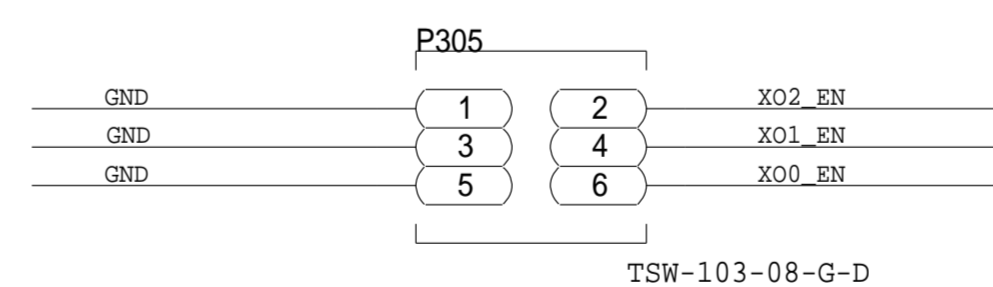 P305
GND 1 2 XO2_EN
GND 3 4 XO1_EN
GND 5 6 XO0_EN
TSW-103-08-G-D